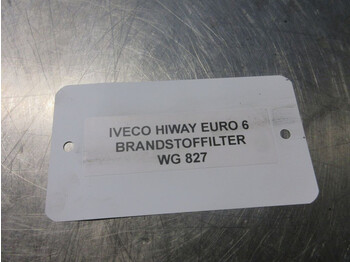 IVECO HIWAY EURO 6
BRANDSTOFFILTER
WG 827